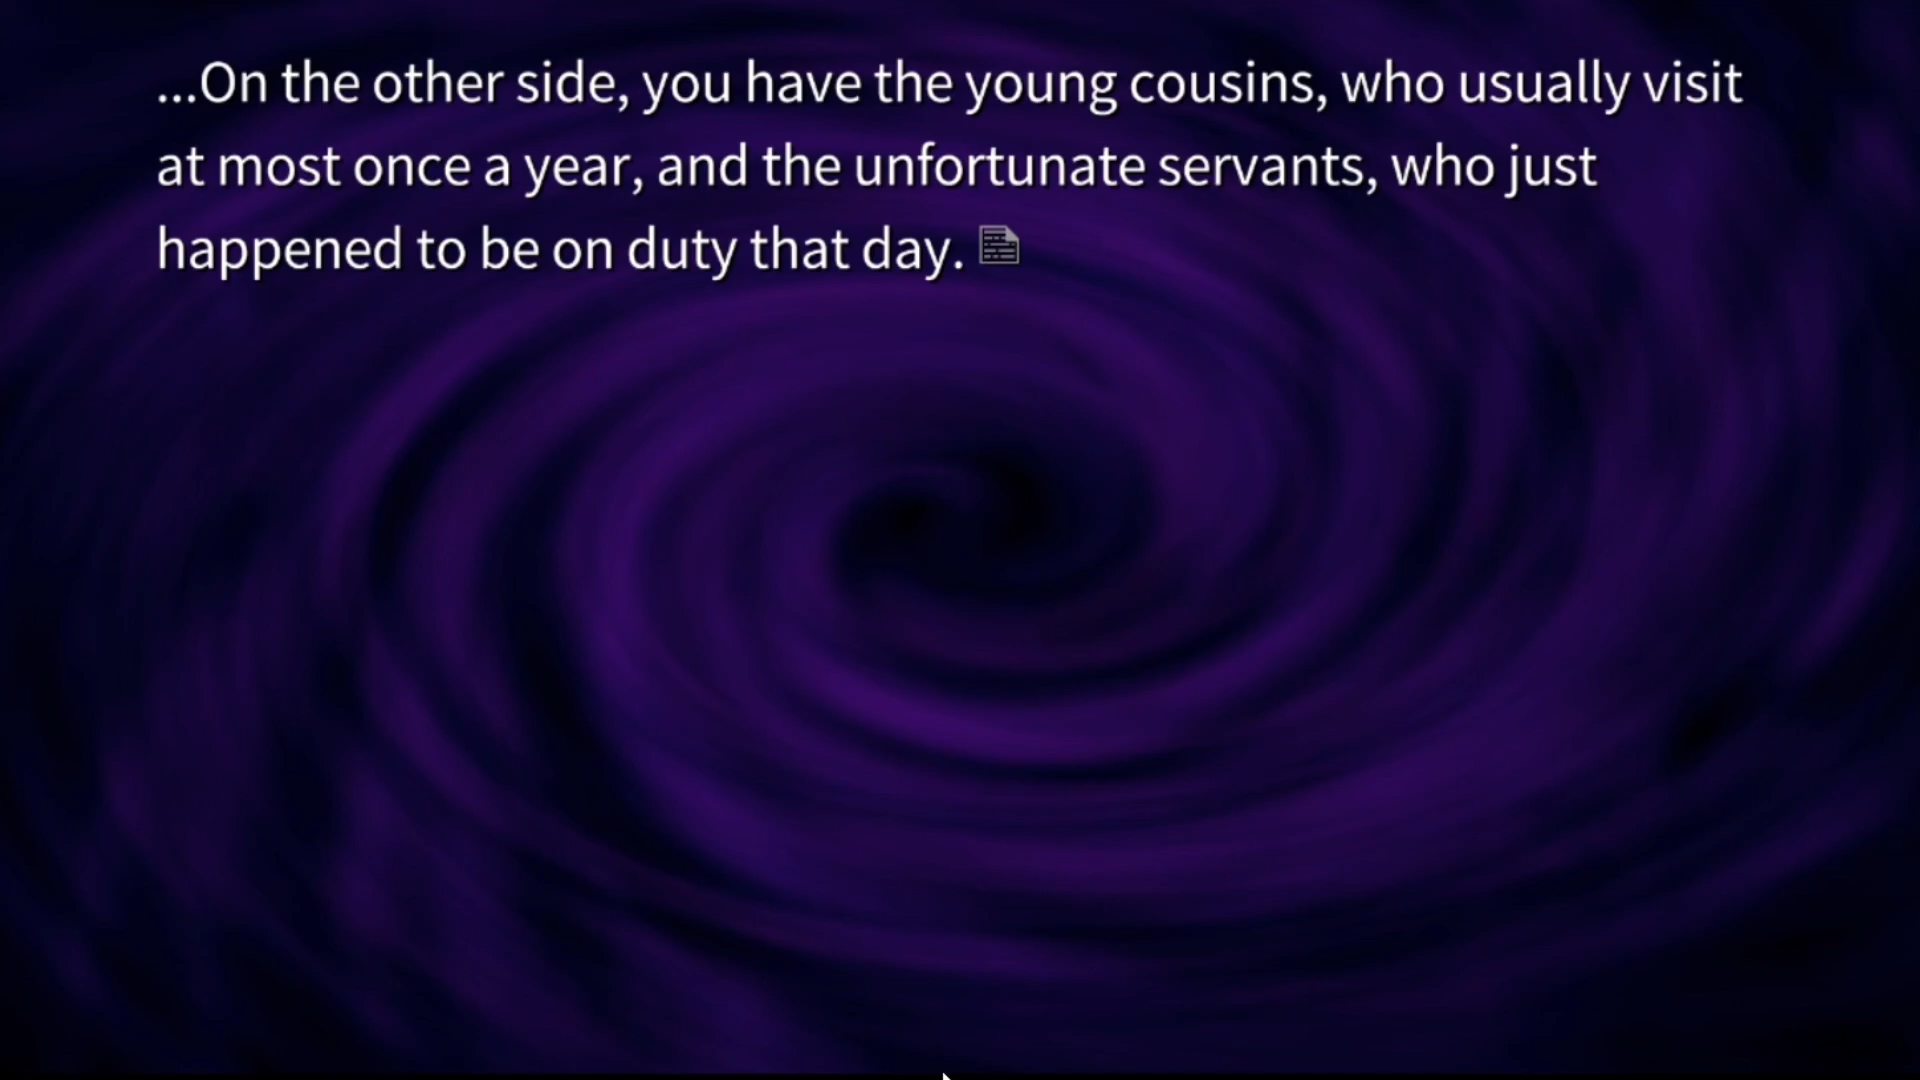 ...On the other side, you have the young cousins, who usually visit
at most once a year, and the unfortunate servants, who just
happened to be on duty that day.